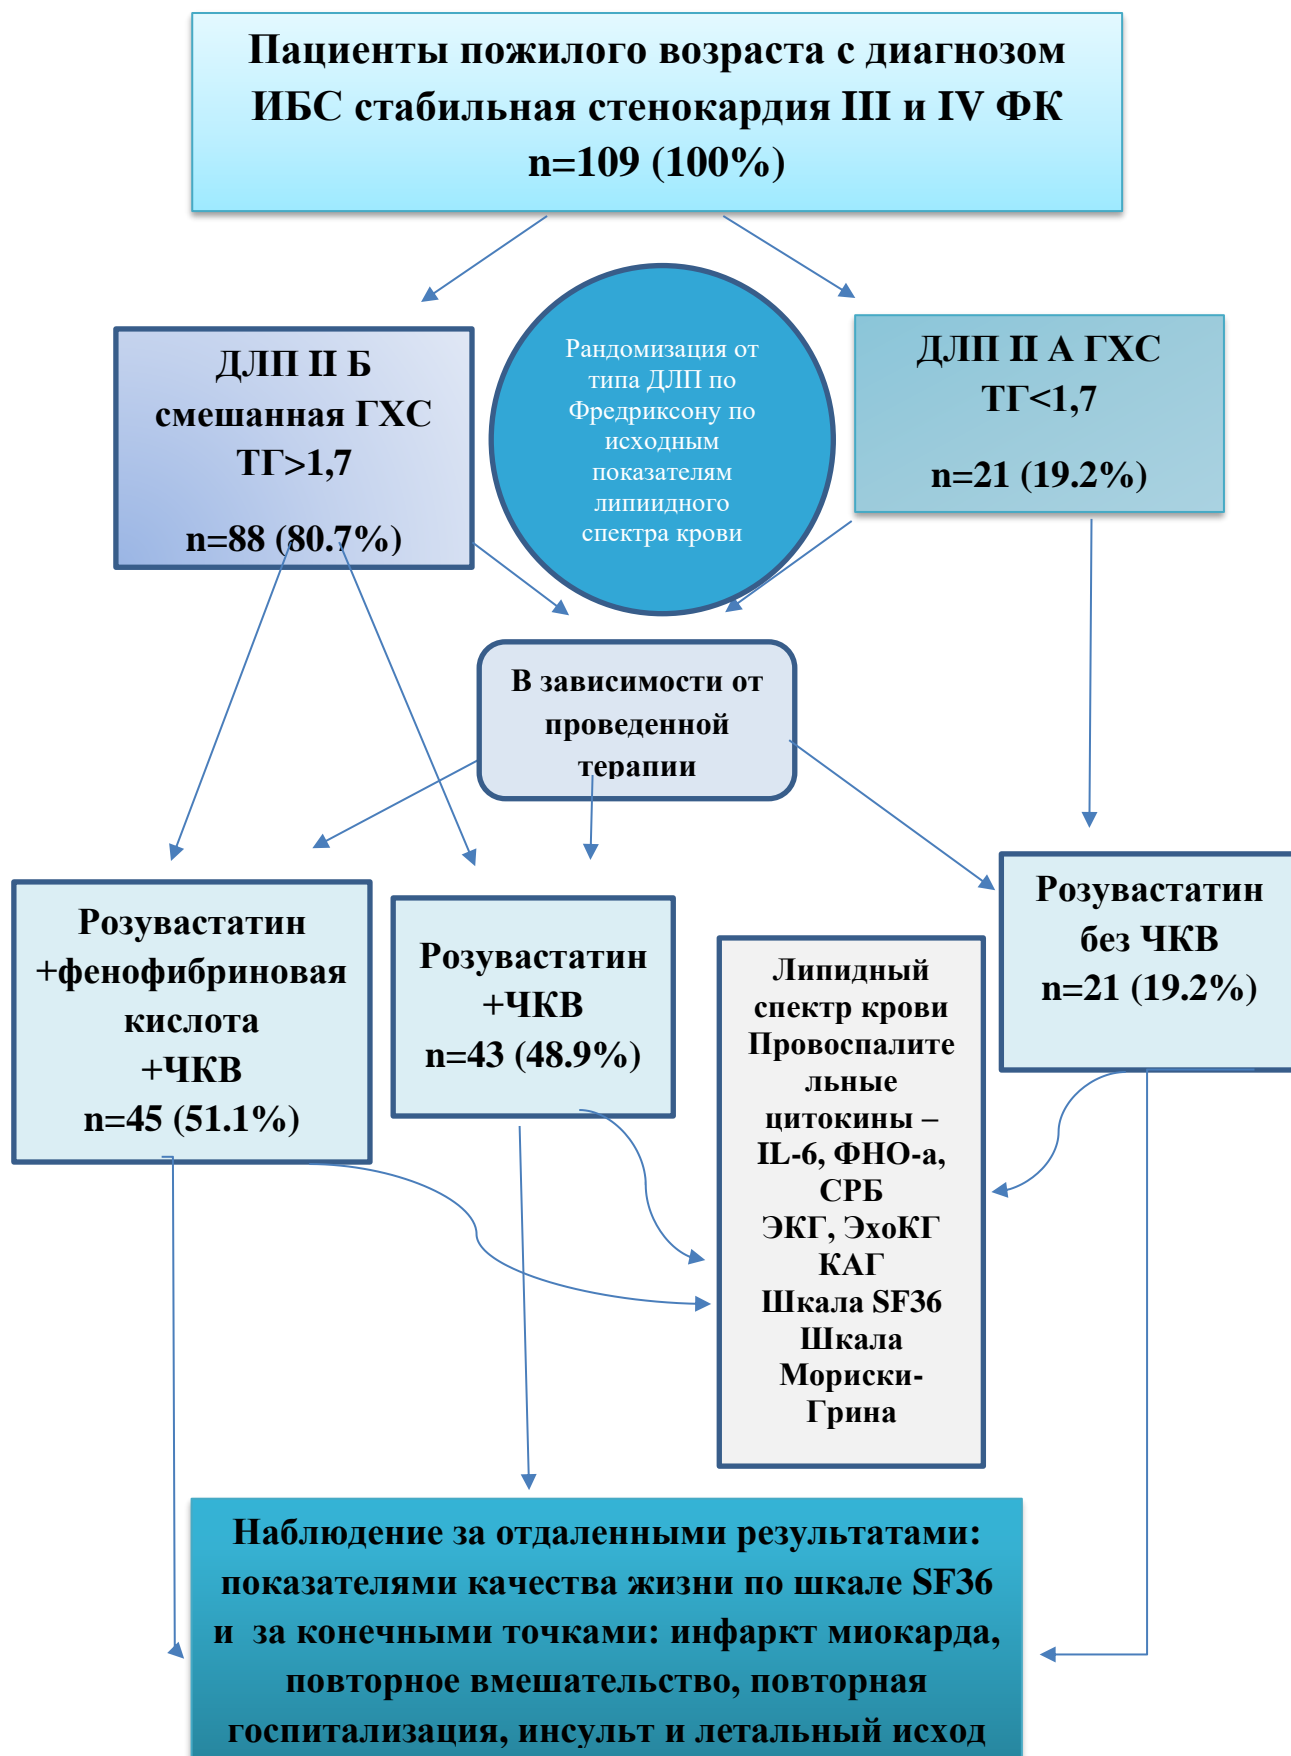 Пациенты пожилого возраста с диагнозом
ИБС стабильная стенокардия III и IV ФК
n=109 (100%)
ДЛП II Б
смешанная ГХС
ТГ>1,7
n=88 (80.7%)
Рандомизация от
типа ДЛП по
Фредриксону по
исходным
показателям
липиидного
спектра крови
ДЛП II А ГХС
ТГ<1,7
n=21 (19.2%)
В зависимости от
проведенной
терапии
Розувастатин
+фенофибриновая
кислота
+ЧКВ
n=45 (51.1%)
Розувастатин
+ЧКВ
n=43 (48.9%)
Липидный
спектр крови
Провоспалите
льные
цитокины –
IL-6, ФНО-а,
СРБ
ЭКГ, ЭхоКГ
КАГ
Шкала SF36
Шкала
Мориски-
Грина
Розувастатин
без ЧКВ
n=21 (19.2%)
Наблюдение за отдаленными результатами:
показателями качества жизни по шкале SF36
и за конечными точками: инфаркт миокарда,
повторное вмешательство, повторная
госпитализация, инсульт и летальный исход